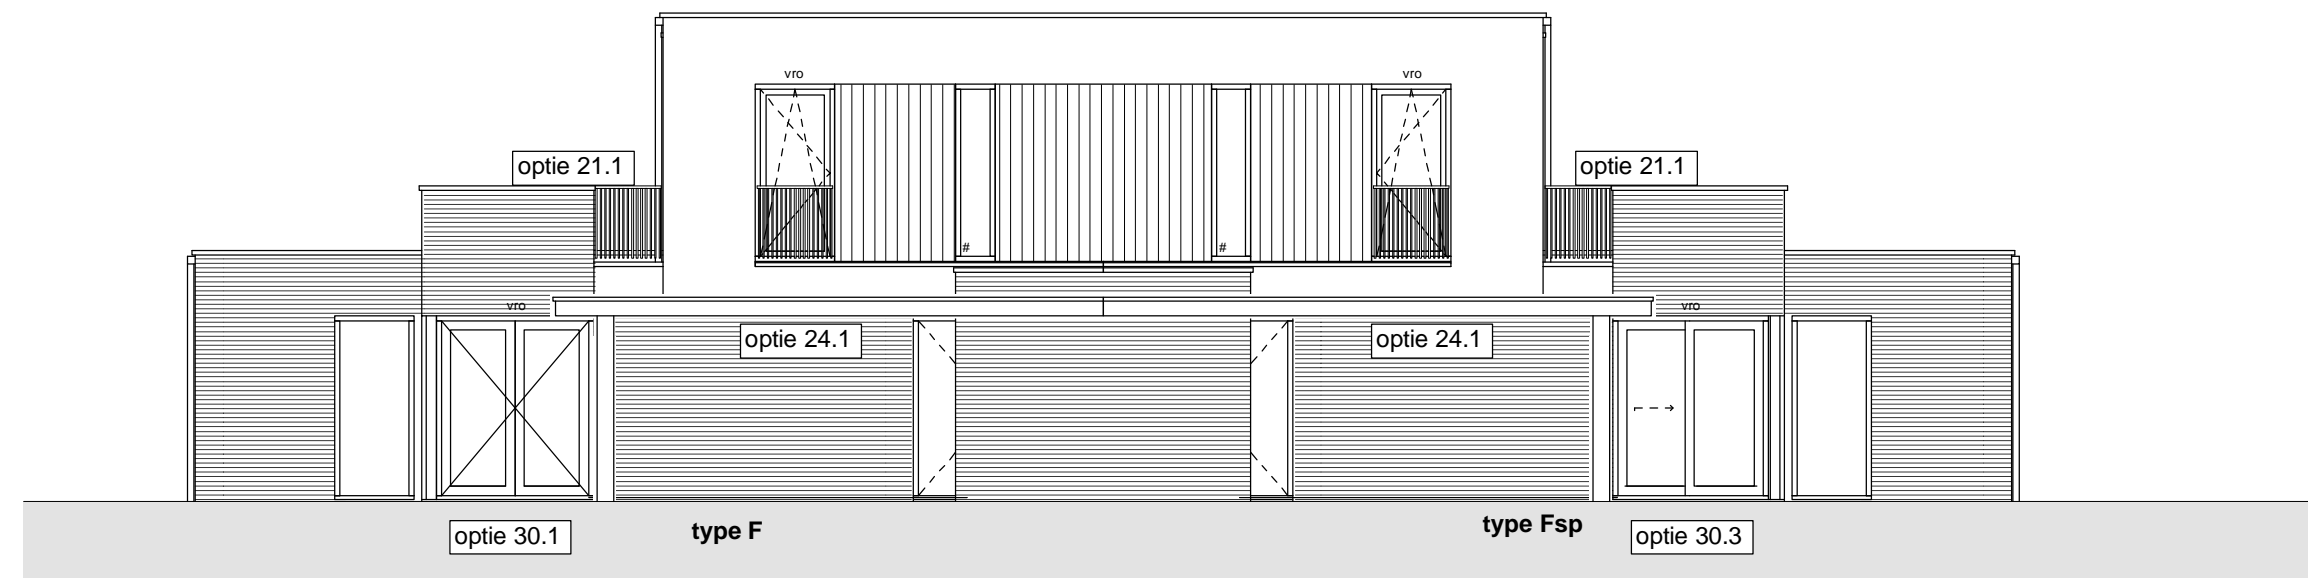 vro
vro
optie 21.1
optie 21.1
#
#
vro
vro
optie 24.1
optie 24.1
optie 30.1
type F
type Fsp
optie 30.3